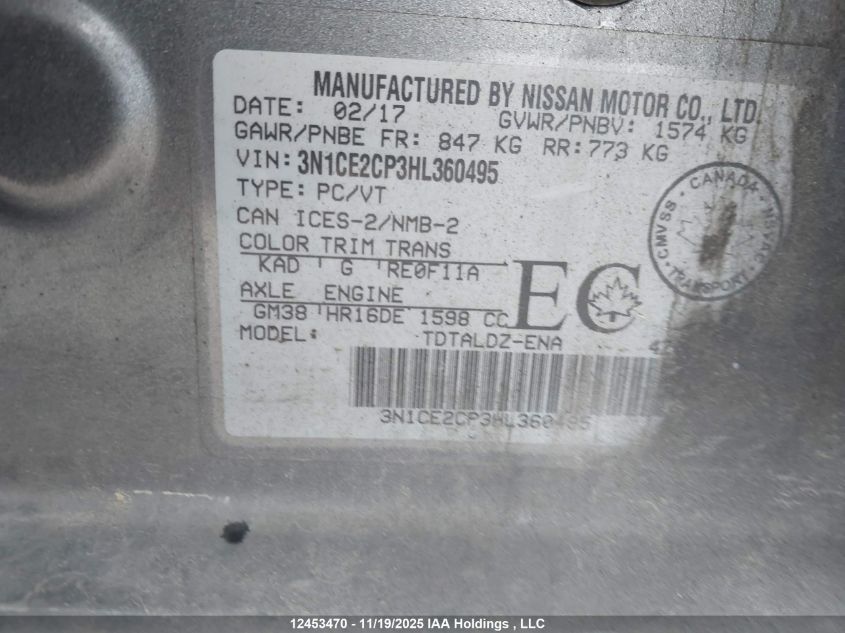 MANUFACTURED BY NISSAN MOTOR CO., LTD.
DATE: 02/17 GVWR/PNBV: 1574 KG
GAWR/PNBE FR: 847 KG RR: 773 KG
VIN: 3N1CE2CP3HL360495
TYPE: PC/VT
CAN ICES-2/NMB-2
COLOR TRIM TRANS
KAD G RE0F11A
AXLE ENGINE
GM38 HR16DE 1598 CC
MODEL: TDTALDZ-ENA
EC
CANADA
CMVSS
NSVAC
TRANSPORT
3N1CE2CP3HL360495
12453470 - 11/19/2025 IAA Holdings , LLC